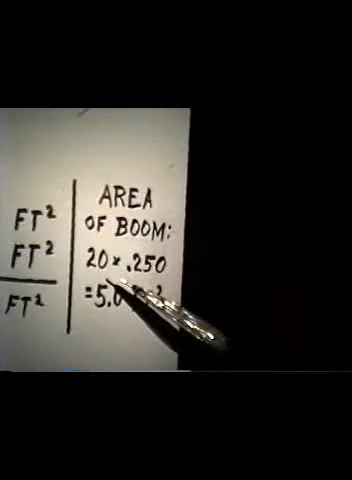 FT²
FT²
FT²
AREA
OF BOOM:
20 × .250
= 5.0